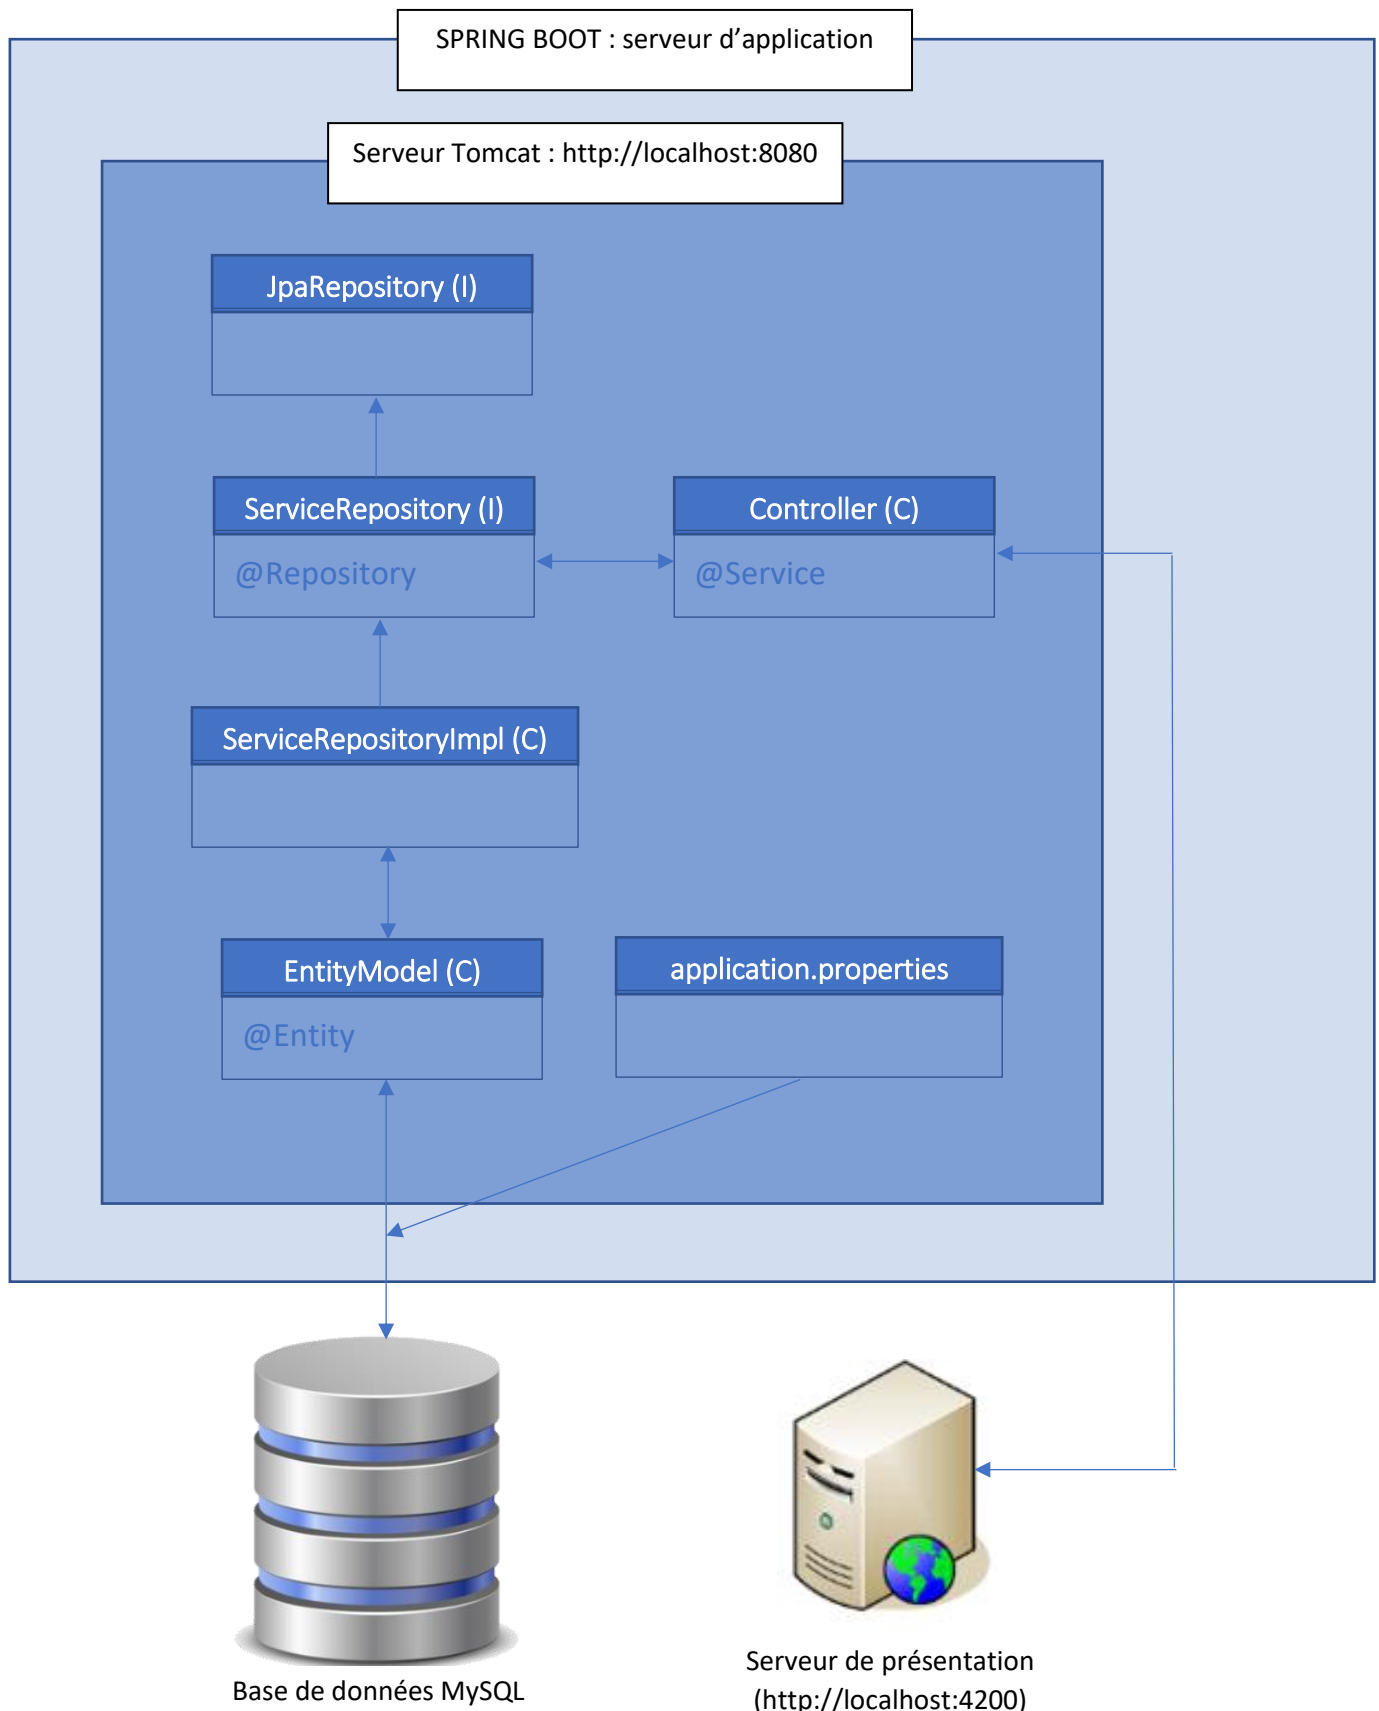 SPRING BOOT : serveur d’application
Serveur Tomcat : http://localhost:8080
JpaRepository (I)
ServiceRepository (I)
@Repository
Controller (C)
@Service
ServiceRepositoryImpl (C)
EntityModel (C)
@Entity
application.properties
Base de données MySQL
Serveur de présentation
(http://localhost:4200)